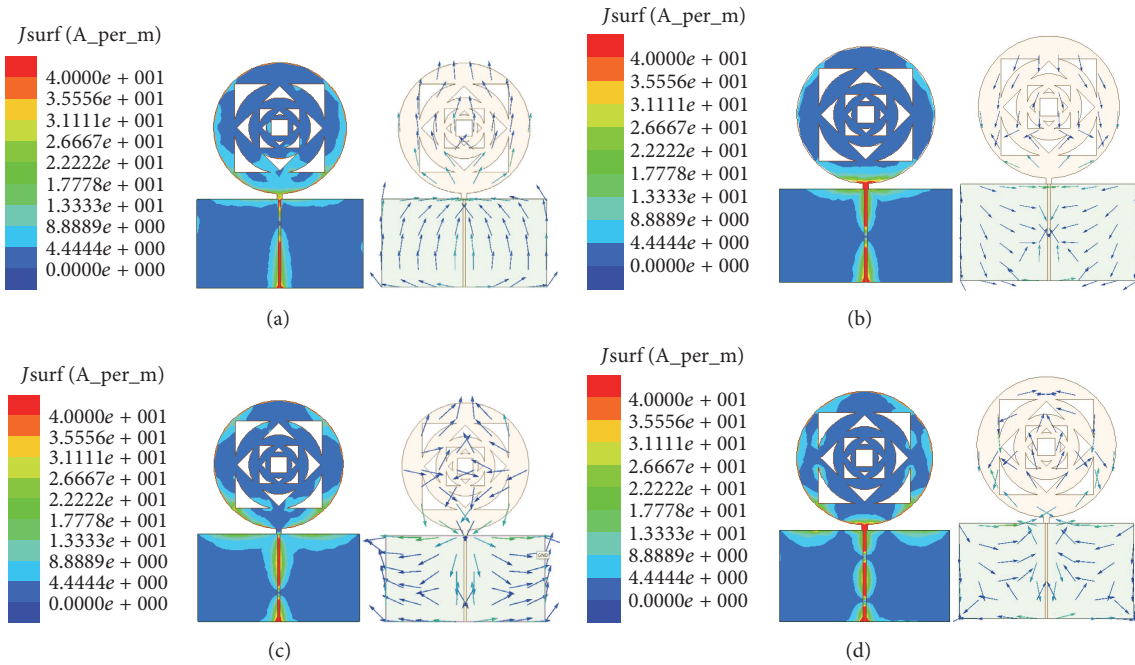 Jsurf (A_per_m)
4.0000e + 001
3.5556e + 001
3.1111e + 001
2.6667e + 001
2.2222e + 001
1.7778e + 001
1.3333e + 001
8.8889e + 000
4.4444e + 000
0.0000e + 000
(a)
Jsurf (A_per_m)
4.0000e + 001
3.5556e + 001
3.1111e + 001
2.6667e + 001
2.2222e + 001
1.7778e + 001
1.3333e + 001
8.8889e + 000
4.4444e + 000
0.0000e + 000
(b)
Jsurf (A_per_m)
4.0000e + 001
3.5556e + 001
3.1111e + 001
2.6667e + 001
2.2222e + 001
1.7778e + 001
1.3333e + 001
8.8889e + 000
4.4444e + 000
0.0000e + 000
GND
(c)
Jsurf (A_per_m)
4.0000e + 001
3.5556e + 001
3.1111e + 001
2.6667e + 001
2.2222e + 001
1.7778e + 001
1.3333e + 001
8.8889e + 000
4.4444e + 000
0.0000e + 000
(d)